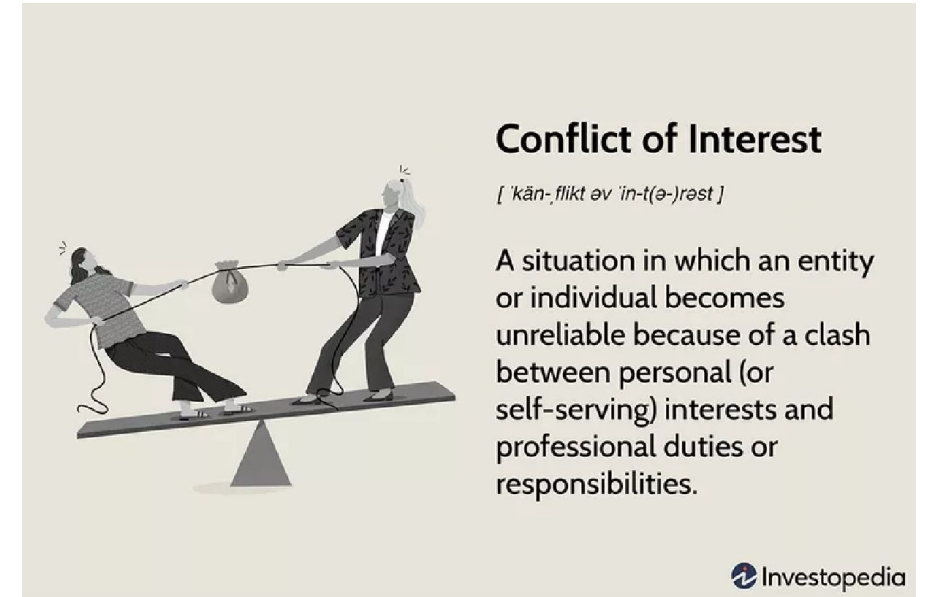 Conflict of Interest
[ ˈkän-ˌflikt əv ˈin-t(ə-)rəst ]
A situation in which an entity
or individual becomes
unreliable because of a clash
between personal (or
self-serving) interests and
professional duties or
responsibilities.
Investopedia